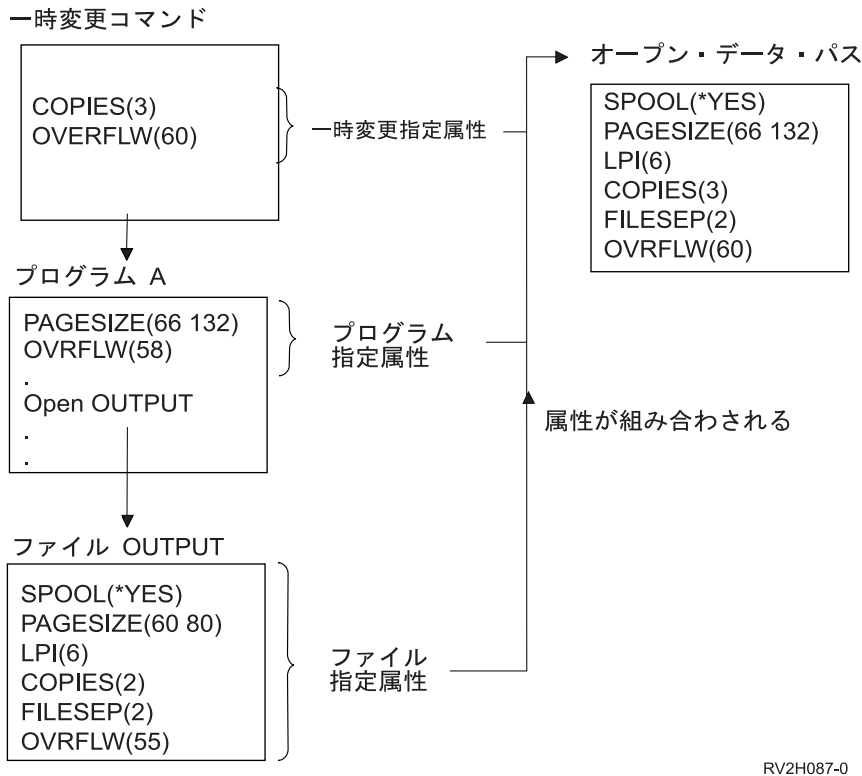 一時変更コマンド
COPIES(3)
OVERFLW(60)
一時変更指定属性
プログラム A
PAGESIZE(66 132)
OVRFLW(58)
.
Open OUTPUT
.
.
プログラム
指定属性
ファイル OUTPUT
SPOOL(*YES)
PAGESIZE(60 80)
LPI(6)
COPIES(2)
FILESEP(2)
OVRFLW(55)
ファイル
指定属性
属性が組み合わされる
オープン・データ・パス
SPOOL(*YES)
PAGESIZE(66 132)
LPI(6)
COPIES(3)
FILESEP(2)
OVRFLW(60)
RV2H087-0